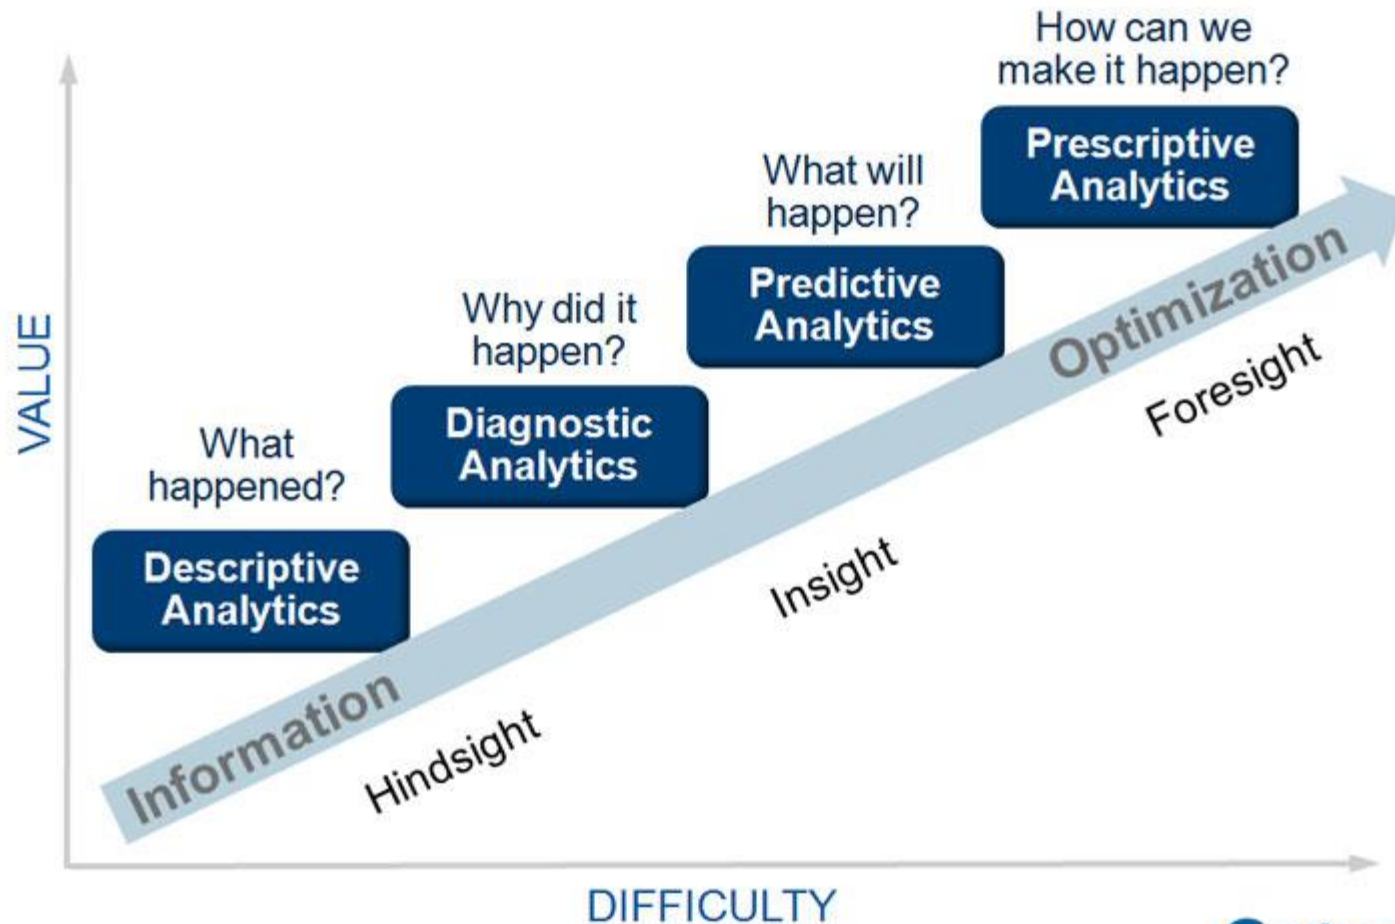 How can we
make it happen?
Prescriptive
Analytics
What will
happen?
Predictive
Analytics
Why did it
happen?
Diagnostic
Analytics
What
happened?
Descriptive
Analytics
VALUE
Information
Optimization
Hindsight
Insight
Foresight
DIFFICULTY